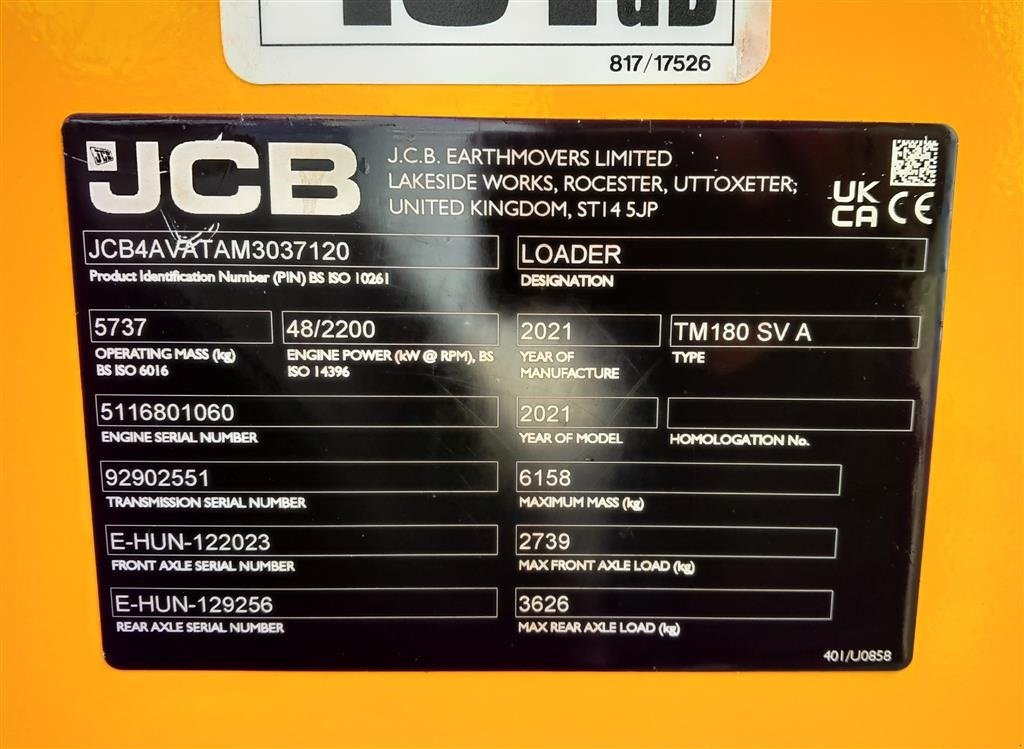 dB
817/17526
JCB
J.C.B. EARTHMOVERS LIMITED
LAKESIDE WORKS, ROCESTER, UTTOXETER;
UNITED KINGDOM, ST14 5JP
UK
CA CE
JCB4AVATAM3037120
Product Identification Number (PIN) BS ISO 10261
LOADER
DESIGNATION
5737
OPERATING MASS (kg)
BS ISO 6016
48/2200
ENGINE POWER (kW @ RPM), BS
ISO 14396
2021
YEAR OF
MANUFACTURE
TM180 SV A
TYPE
5116801060
ENGINE SERIAL NUMBER
2021
YEAR OF MODEL
HOMOLOGATION No.
92902551
TRANSMISSION SERIAL NUMBER
6158
MAXIMUM MASS (kg)
E-HUN-122023
FRONT AXLE SERIAL NUMBER
2739
MAX FRONT AXLE LOAD (kg)
E-HUN-129256
REAR AXLE SERIAL NUMBER
3626
MAX REAR AXLE LOAD (kg)
401/U0858